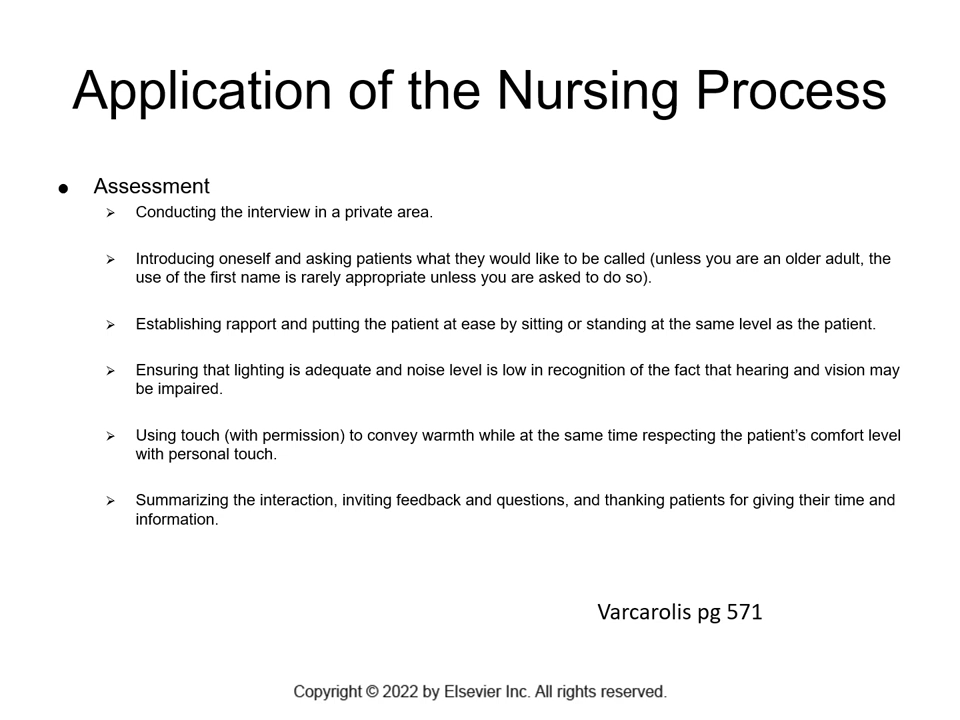 Application of the Nursing Process
● Assessment
➢ Conducting the interview in a private area.
➢ Introducing oneself and asking patients what they would like to be called (unless you are an older adult, the
use of the first name is rarely appropriate unless you are asked to do so).
➢ Establishing rapport and putting the patient at ease by sitting or standing at the same level as the patient.
➢ Ensuring that lighting is adequate and noise level is low in recognition of the fact that hearing and vision may
be impaired.
➢ Using touch (with permission) to convey warmth while at the same time respecting the patient’s comfort level
with personal touch.
➢ Summarizing the interaction, inviting feedback and questions, and thanking patients for giving their time and
information.
Varcarolis pg 571
Copyright © 2022 by Elsevier Inc. All rights reserved.